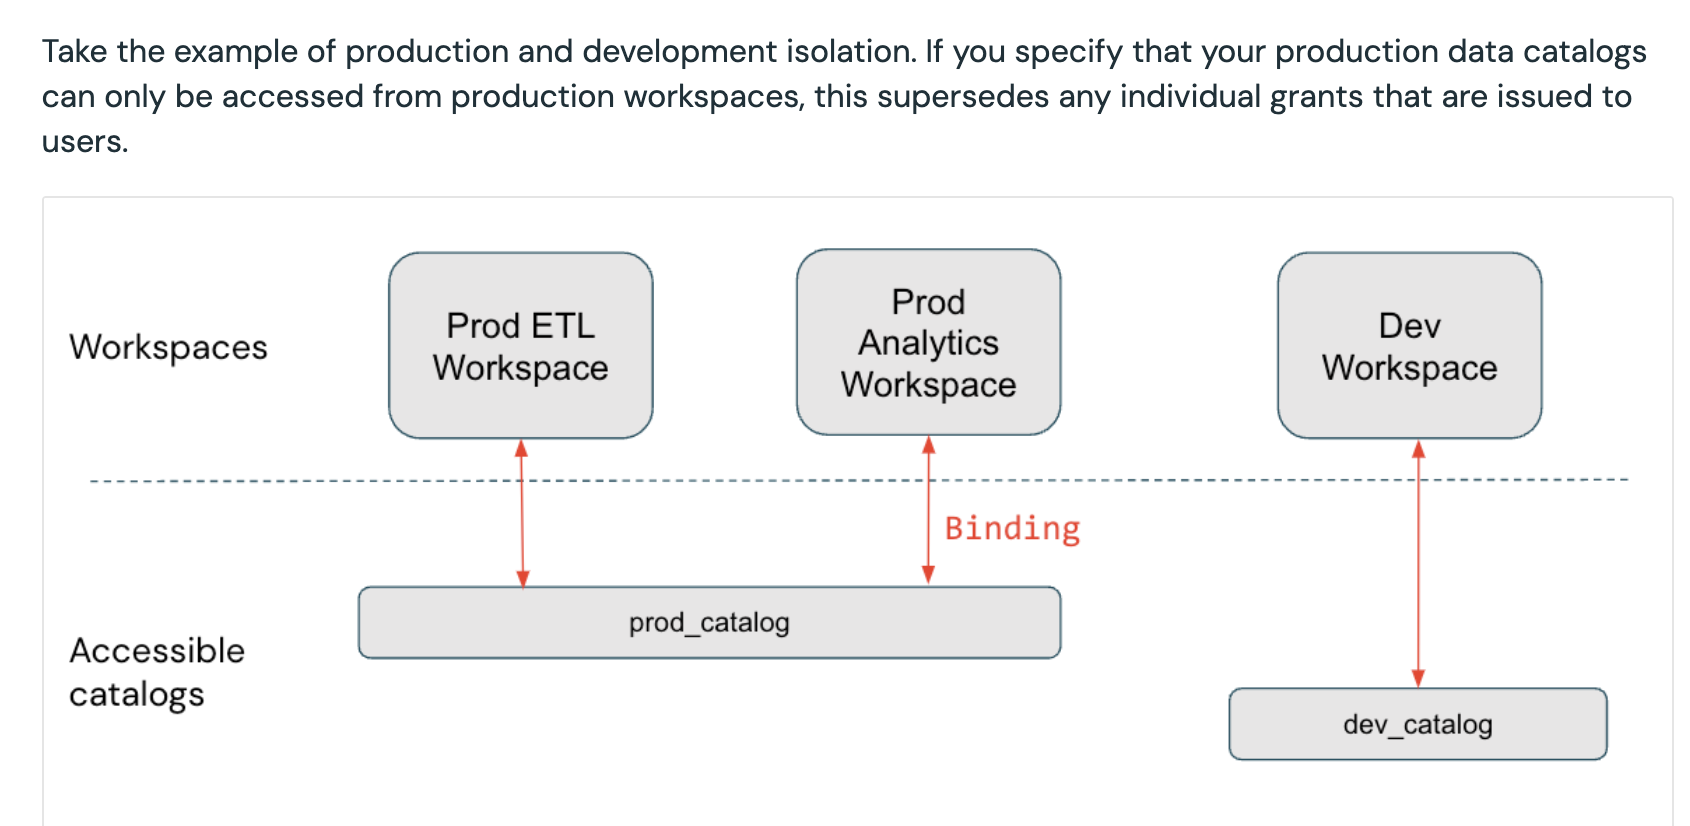 Take the example of production and development isolation. If you specify that your production data catalogs
can only be accessed from production workspaces, this supersedes any individual grants that are issued to
users.
Workspaces
Prod ETL
Workspace
Prod
Analytics
Workspace
Dev
Workspace
Binding
Accessible
catalogs
prod_catalog
dev_catalog